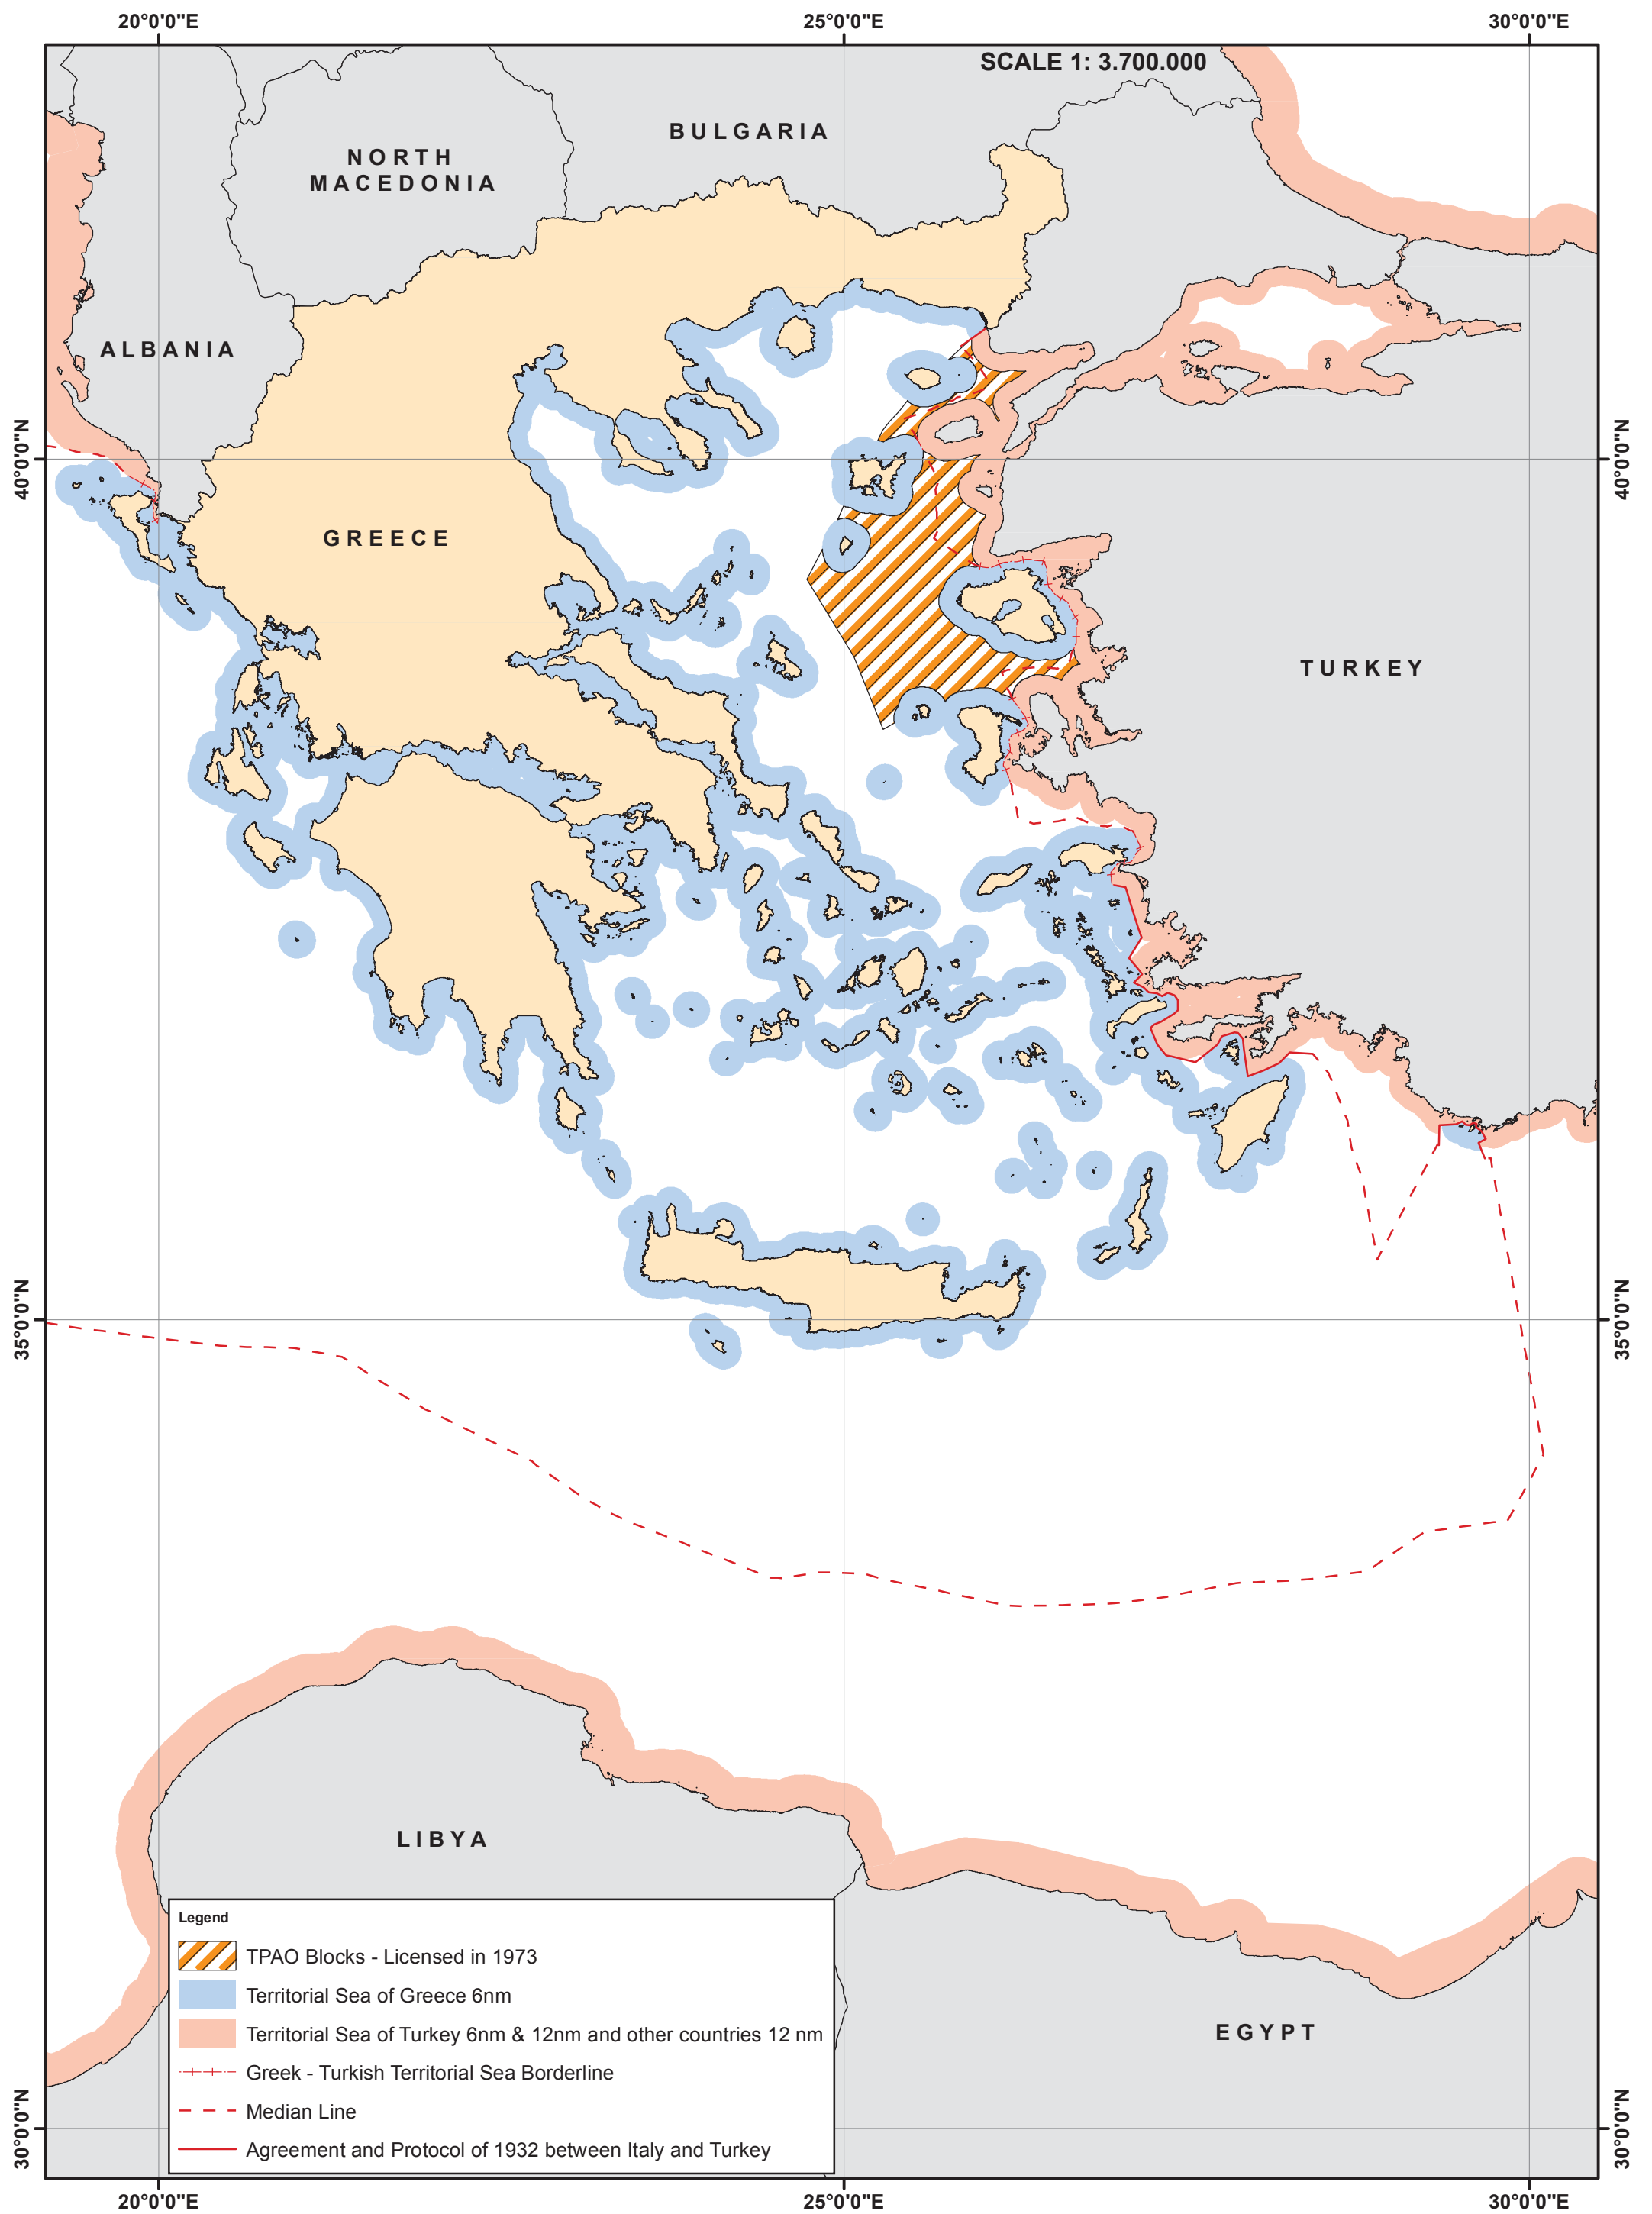 20°0'0"E
25°0'0"E
30°0'0"E
SCALE 1: 3.700.000
BULGARIA
NORTH
MACEDONIA
ALBANIA
40°0'0"N
40°0'0"N
GREECE
TURKEY
35°0'0"N
35°0'0"N
LIBYA
EGYPT
Legend
TPAO Blocks - Licensed in 1973
Territorial Sea of Greece 6nm
Territorial Sea of Turkey 6nm & 12nm and other countries 12 nm
Greek - Turkish Territorial Sea Borderline
Median Line
Agreement and Protocol of 1932 between Italy and Turkey
30°0'0"N
30°0'0"N
20°0'0"E
25°0'0"E
30°0'0"E